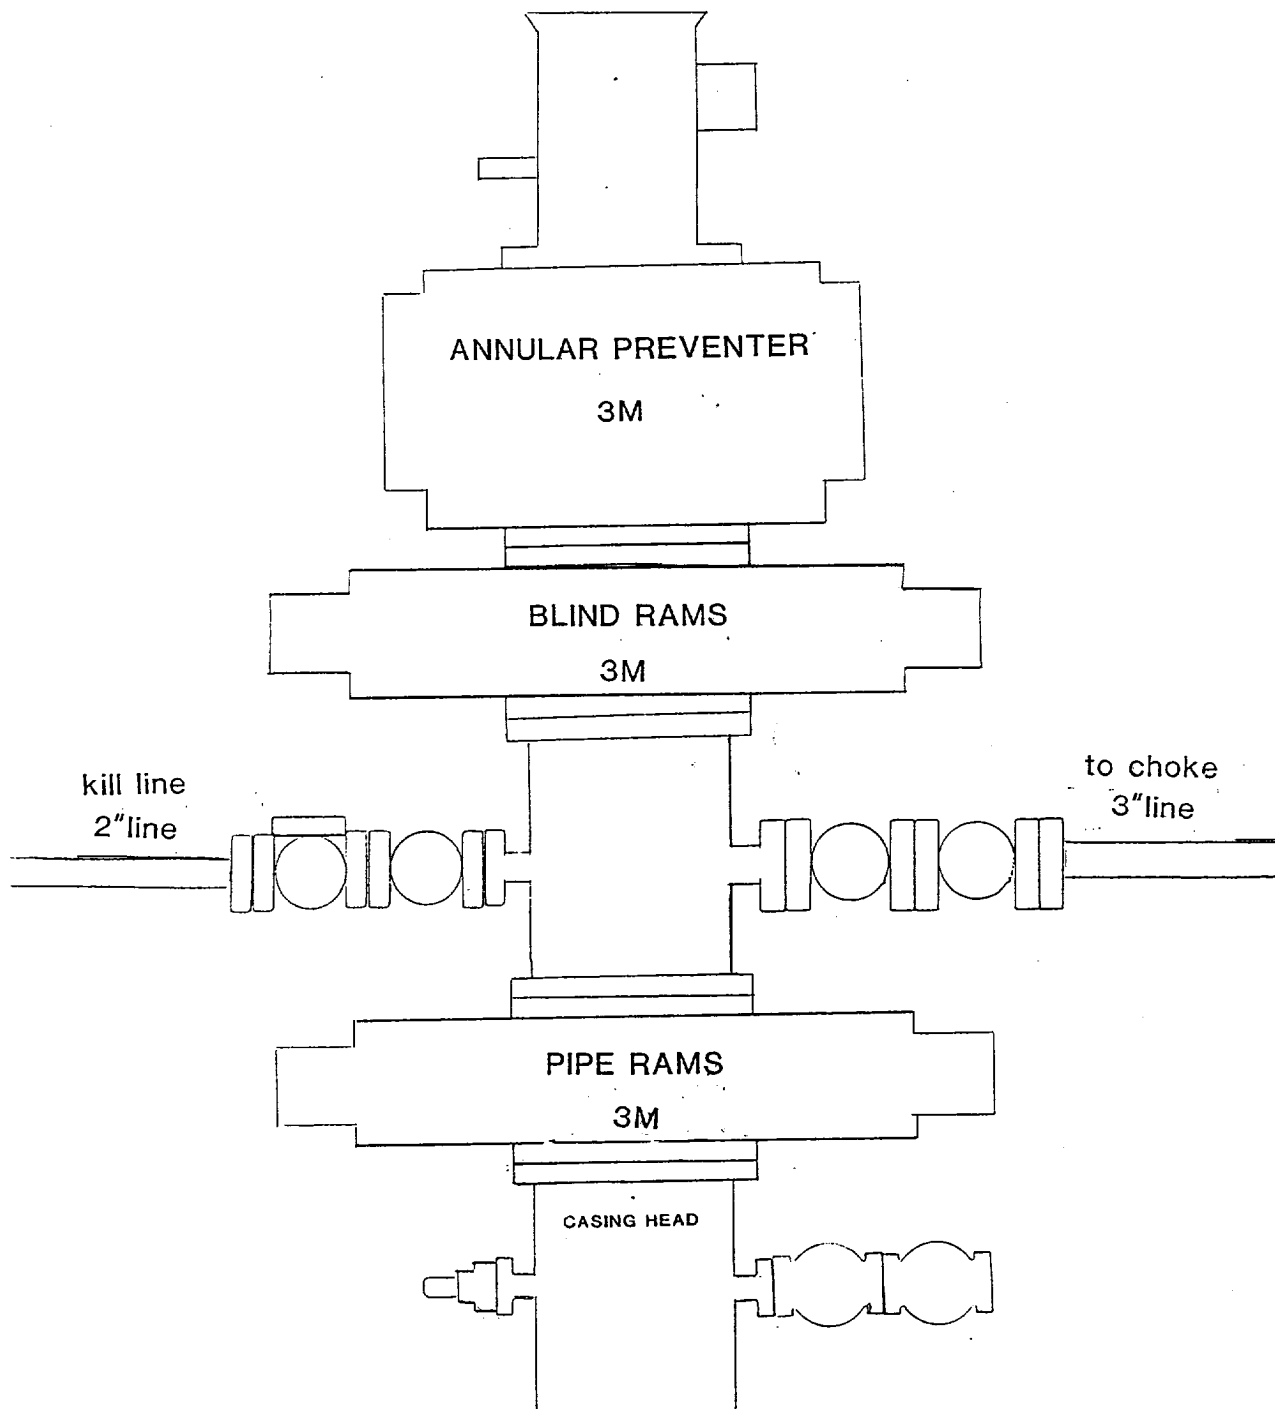 ANNULAR PREVENTER
3M
BLIND RAMS
3M
kill line
2"line
to choke
3"line
PIPE RAMS
3M
CASING HEAD